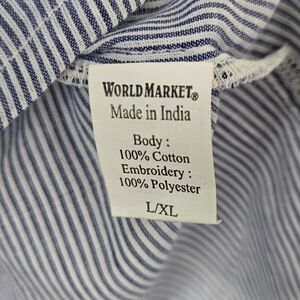 WORLD MARKET®
Made in India
Body :
100% Cotton
Embroidery :
100% Polyester
L/XL